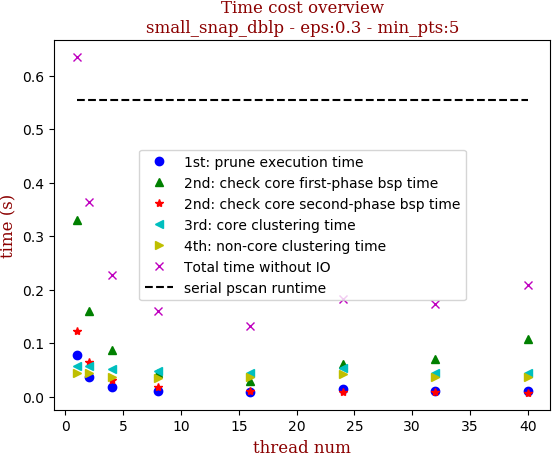 Time cost overview
small_snap_dblp - eps:0.3 - min_pts:5
time (s)
0.6
0.5
0.4
0.3
0.2
0.1
0.0
1st: prune execution time
2nd: check core first-phase bsp time
2nd: check core second-phase bsp time
3rd: core clustering time
4th: non-core clustering time
Total time without IO
serial pscan runtime
0 5 10 15 20 25 30 35 40
thread num